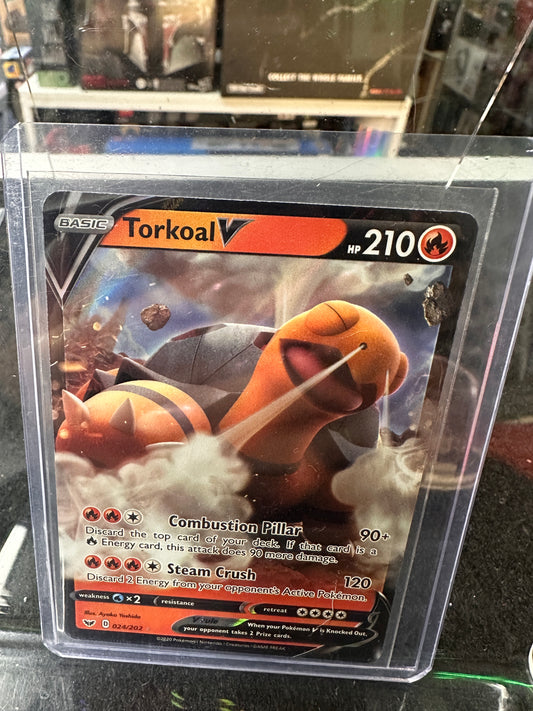 COLLECT THE WHOLE
BASIC Torkoal V HP 210
Combustion Pillar 90+
Discard the top card of your deck. If that card is a
Energy card, this attack does 90 more damage.
Steam Crush 120
Discard 2 Energy from your opponent's Active Pokémon.
weakness ×2 resistance retreat
Illus. Ayaka Yoshida
D 024/202
V rule When your Pokémon V is Knocked Out,
your opponent takes 2 Prize cards.
©2020 Pokémon / Nintendo / Creatures / GAME FREAK